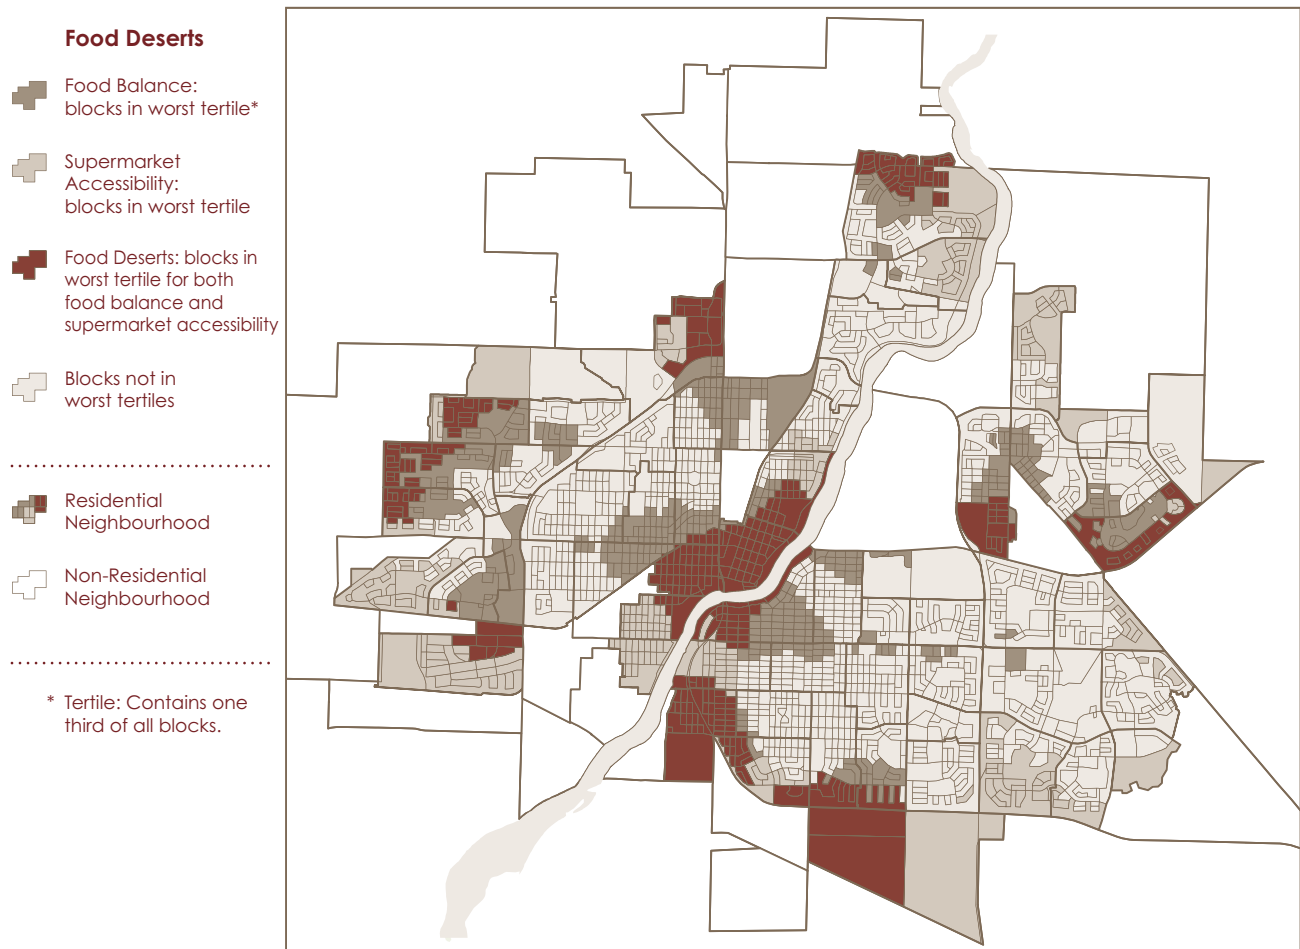 Food Deserts
Food Balance:
blocks in worst tertile*
Supermarket
Accessibility:
blocks in worst tertile
Food Deserts: blocks in
worst tertile for both
food balance and
supermarket accessibility
Blocks not in
worst tertiles
Residential
Neighbourhood
Non-Residential
Neighbourhood
* Tertile: Contains one
third of all blocks.